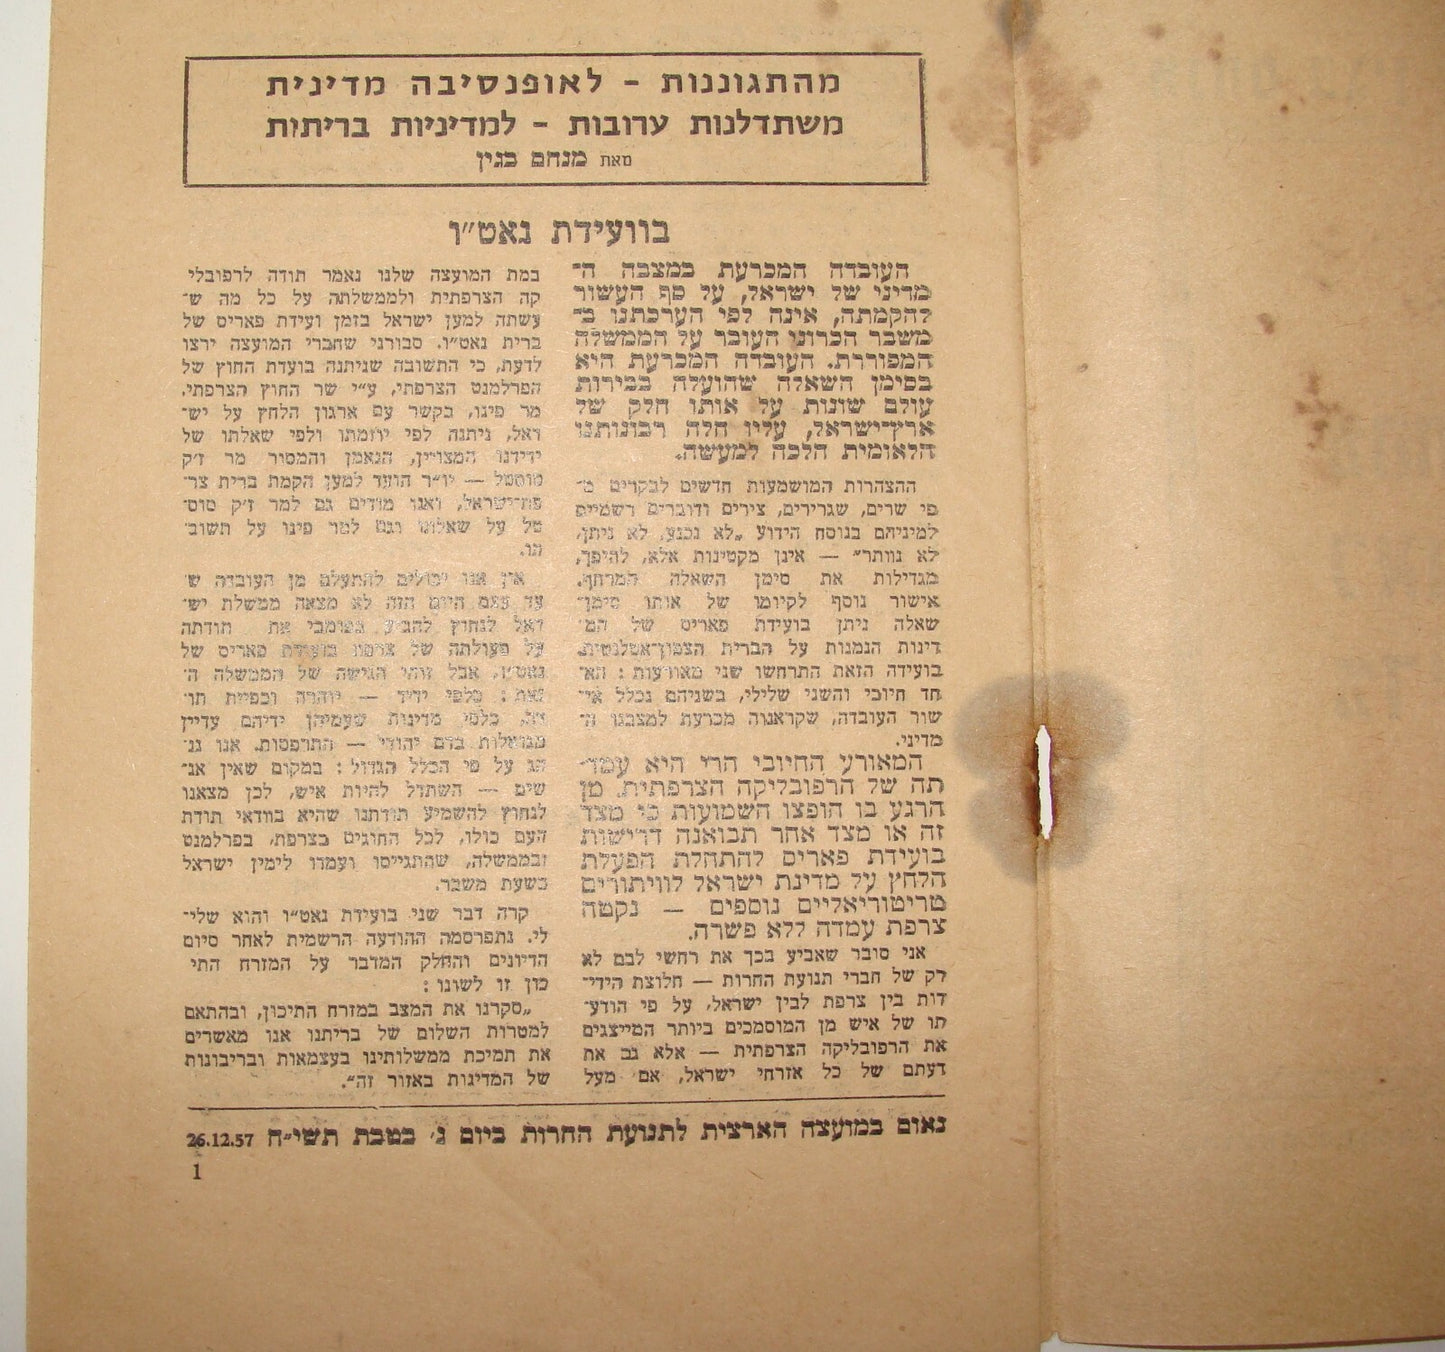 מהתגוננות - לאופנסיבה מדינית
משתדלנות ערובות - למדיניות בריתות
מאת מנחם בגין
בוועידת נאט״ו
העובדה המכרעת במצבה ה־
מדיני של ישראל, על סף העשור
להקמתה, אינה לפי הערכתנו ב־
משבר הכרוני העובר על הממשלה
המפוררת. העובדה המכרעת היא
בסימן השאלה שהועלה בבירות
עולם שונות על אותו חלק של
ארץ־ישראל, עליו חלה רבונותנו
הלאומית הלכה למעשה.
ההצהרות המושמעות חדשים לבקרים מ־
פי שרים, שגרירים, צירים ודוברים רשמיים
למיניהם בנוסח הידוע „לא נכנע, לא ניתן,
לא נוותר״ — אינן מקטינות אלא, להיפך,
מגדילות את סימן השאלה המרחף.
אישור נוסף לקיומו של אותו סימן־
שאלה ניתן בועידת פאריס של המ־
דינות הנמנות על הברית הצפון־אטלנטית.
בועידה הזאת התרחשו שני מאורעות: הא־
חד חיובי והשני שלילי, בשניהם נכלל אי־
שור העובדה, שקראנוה מכרעת למצבנו ה־
מדיני.
המאורע החיובי הרי היא עמד־
תה של הרפובליקה הצרפתית. מן
הרגע בו הופצו השמועות כי מצד
זה או מצד אחר תבואנה דרישות
בועידת פאריס להתחלת הפעלת
הלחץ על מדינת ישראל לוויתורים
טריטוריאליים נוספים — נקטה
צרפת עמדה ללא פשרה.
אני סובר שאביע בכך את רחשי לבם לא
רק של חברי תנועת החרות — חלוצת הידי־
דות בין צרפת לבין ישראל, על פי הודע־
תו של איש מן המוסמכים ביותר המייצגים
את הרפובליקה הצרפתית — אלא גם את
דעתם של כל אזרחי ישראל, אם מעל
במת המועצה שלנו נאמר תודה לרפובלי־
קה הצרפתית ולממשלתה על כל מה ש־
עשתה למען ישראל בזמן ועידת פאריס של
ברית נאט״ו. סבורני שחברי המועצה ירצו
לדעת, כי התשובה שניתנה בועדת החוץ של
הפרלמנט הצרפתי, ע״י שר החוץ הצרפתי,
מר פינו, בקשר עם ארגון הלחץ על יש־
ראל, ניתנה לפי יוזמתו ולפי שאלתו של
ידידנו המצויין, הנאמן והמסיר מר ז׳ק
סוסטל — יו״ר הועד למען הקמת ברית צר־
פת־ישראל, ואנו מודים גם למר ז׳ק סוס־
טל על שאלתו וגם למר פינו על תשוב־
תו.
אין אנו יכולים להתעלם מן העובדה ש־
עד עצם היום הזה לא מצאה ממשלת יש־
ראל לנחוץ להביע בפומבי את תודתה
על פעולתה של צרפת בועידת פאריס של
נאט״ו. אבל זוהי הגישה של הממשלה ה־
זאת: כלפי ידיד — יוהרה וכפיית תו־
דה, כלפי מדינות שעמיהן ידיהם עדיין
מגואלות בדם יהודי — התרפסות. אנו נ־
הג על פי הכלל הגדול: במקום שאין אנ־
שים — השתדל להיות איש, לכן מצאנו
לנחוץ להשמיע תודתנו שהיא בוודאי תודת
העם כולו, לכל החוגים בצרפת, בפרלמנט
ובממשלה, שהתגייסו ועמדו לימין ישראל
בשעת משבר.
קרה דבר שני בועידת נאט״ו והוא שלי־
לי. נתפרסמה ההודעה הרשמית לאחר סיום
הדיונים והחלק המדבר על המזרח התי
כון זו לשונו:
„סקרנו את המצב במזרח התיכון, ובהתאם
למטרות השלום של בריתנו אנו מאשרים
את תמיכת ממשלותינו בעצמאות ובריבונות
של המדינות באזור זה״.
נאום במועצה הארצית לתנועת החרות ביום ג׳ בטבת תשי״ח 26.12.57
1